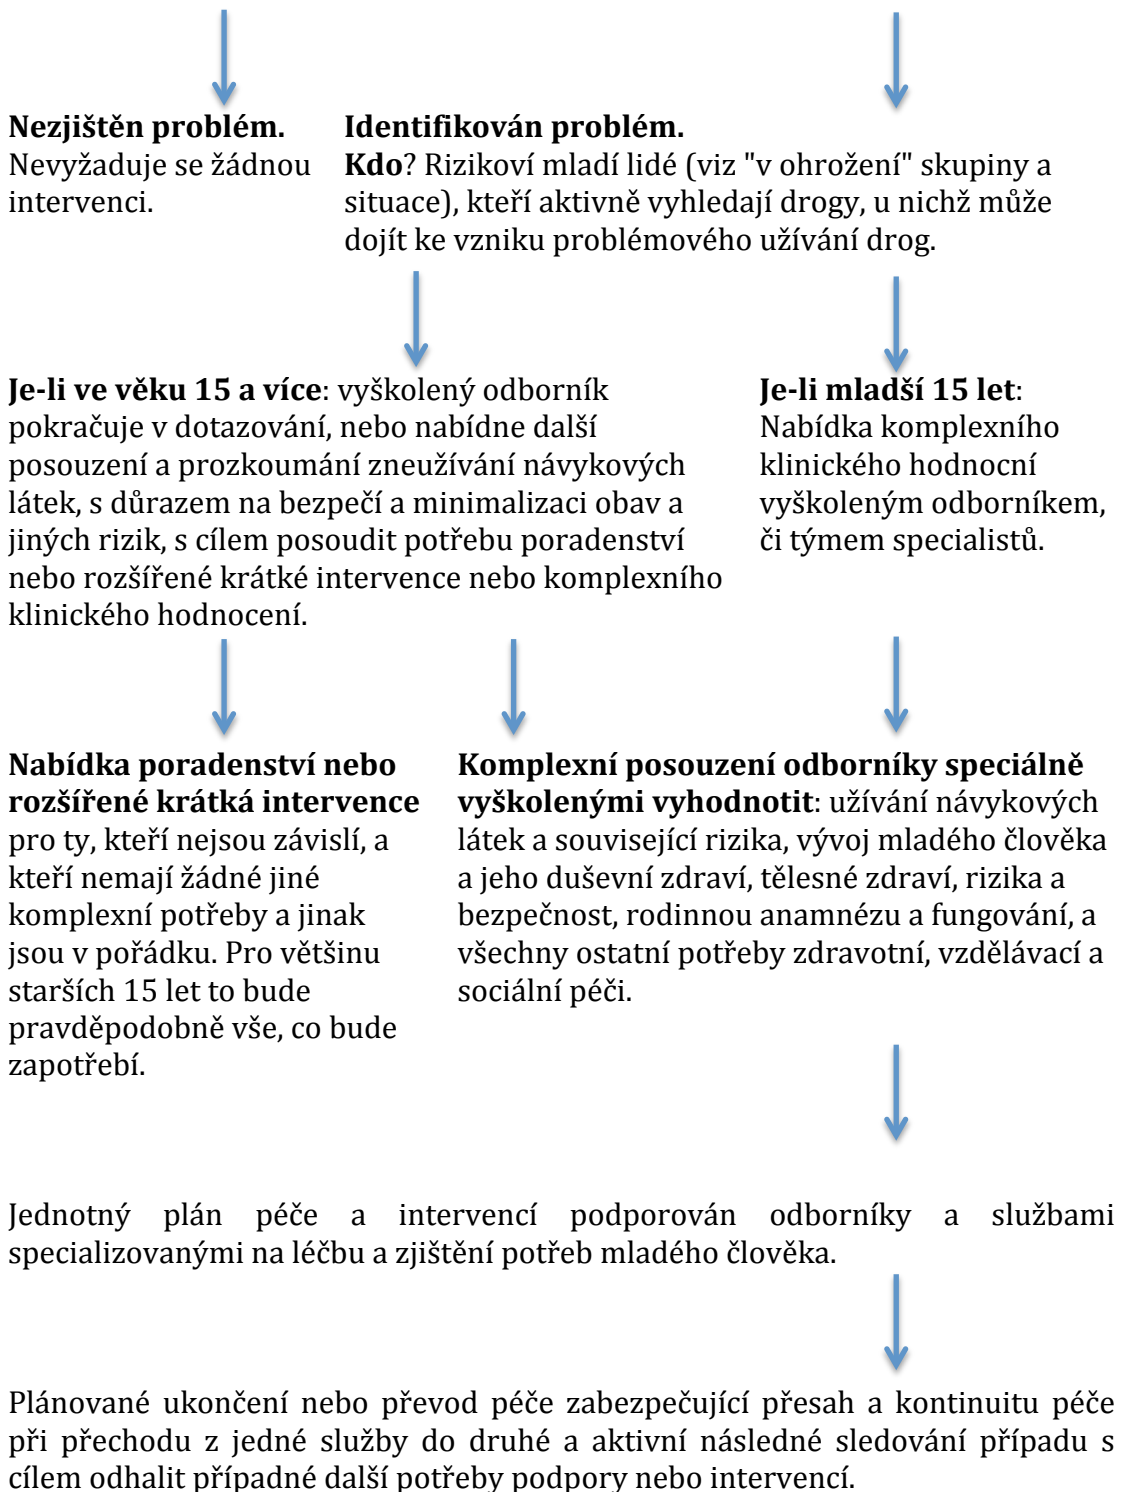 Nezjištěn problém.
Nevyžaduje se žádnou
intervenci.
Identifikován problém.
Kdo? Rizikoví mladí lidé (viz "v ohrožení" skupiny a
situace), kteří aktivně vyhledají drogy, u nichž může
dojít ke vzniku problémového užívání drog.
Je-li ve věku 15 a více: vyškolený odborník
pokračuje v dotazování, nebo nabídne další
posouzení a prozkoumání zneužívání návykových
látek, s důrazem na bezpečí a minimalizaci obav a
jiných rizik, s cílem posoudit potřebu poradenství
nebo rozšířené krátké intervence nebo komplexního
klinického hodnocení.
Je-li mladší 15 let:
Nabídka komplexního
klinického hodnocní
vyškoleným odborníkem,
či týmem specialistů.
Nabídka poradenství nebo
rozšířené krátká intervence
pro ty, kteří nejsou závislí, a
kteří nemají žádné jiné
komplexní potřeby a jinak
jsou v pořádku. Pro většinu
starších 15 let to bude
pravděpodobně vše, co bude
zapotřebí.
Komplexní posouzení odborníky speciálně
vyškolenými vyhodnotit: užívání návykových
látek a související rizika, vývoj mladého člověka
a jeho duševní zdraví, tělesné zdraví, rizika a
bezpečnost, rodinnou anamnézu a fungování, a
všechny ostatní potřeby zdravotní, vzdělávací a
sociální péči.
Jednotný plán péče a intervencí podporován odborníky a službami
specializovanými na léčbu a zjištění potřeb mladého člověka.
Plánované ukončení nebo převod péče zabezpečující přesah a kontinuitu péče
při přechodu z jedné služby do druhé a aktivní následné sledování případu s
cílem odhalit případné další potřeby podpory nebo intervencí.